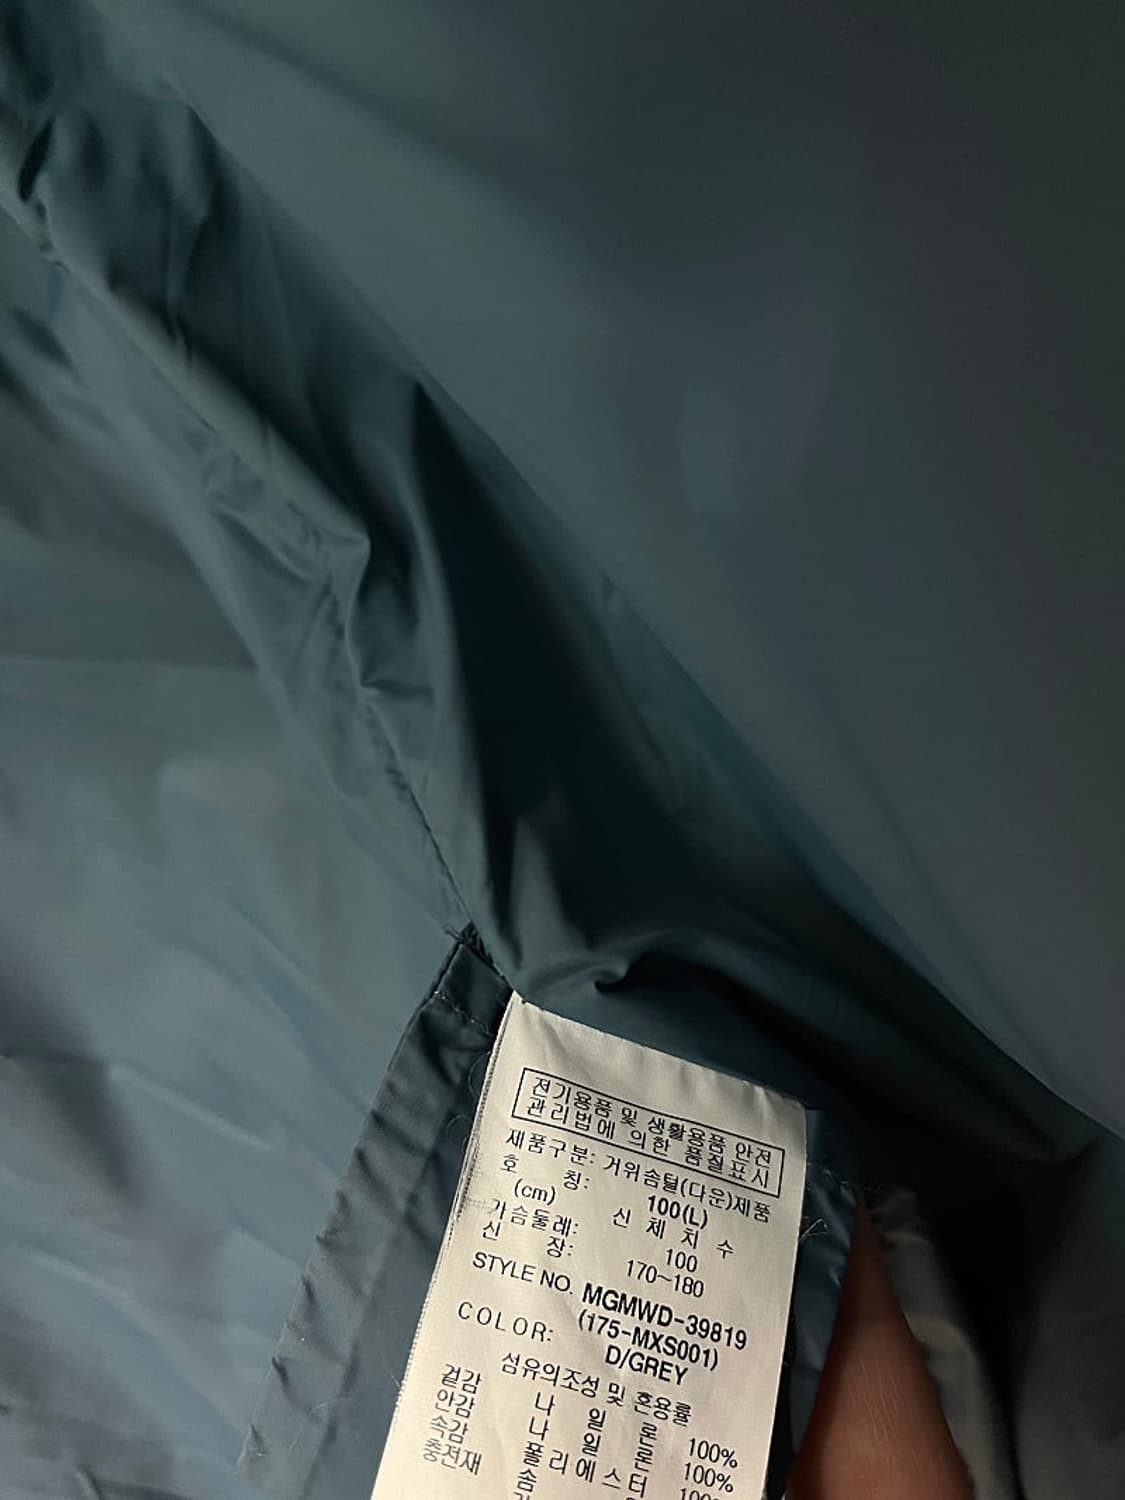 전기용품 및 생활용품 안전
관리법에 의한 품질표시
제품구분: 거위솜털(다운)제품
호 칭: 100(L)
(cm) 신 체 치 수
가슴둘레: 100
신 장: 170~180
STYLE NO. MGMWD-39819
(175-MXS001)
COLOR: D/GREY
섬유의조성 및 혼용률
겉감 나 일 론 100%
안감 나 일 론 100%
속감 폴리에스터 100%
충전재 솜